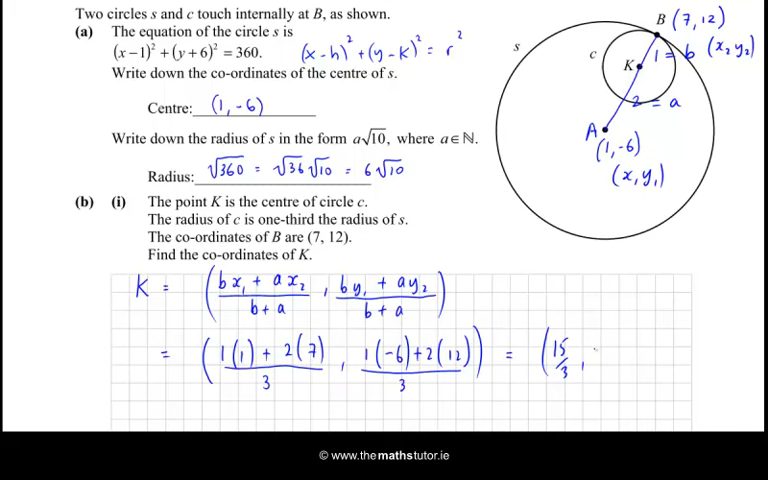 Two circles s and c touch internally at B, as shown.
(a) The equation of the circle s is
(x−1)² + (y+6)² = 360. (x-h)² + (y-k)² = r²
Write down the co-ordinates of the centre of s.
Centre: (1, -6)
Write down the radius of s in the form a√10, where a∈ℕ.
Radius: √360 = √36 √10 = 6√10
B (7, 12)
(x₂ y₂)
s
c
K
1 = b
2 = a
A
(1, -6)
(x, y₁)
(b) (i) The point K is the centre of circle c.
The radius of c is one-third the radius of s.
The co-ordinates of B are (7, 12).
Find the co-ordinates of K.
K = ( bx₁ + ax₂ / b+a , by₁ + ay₂ / b+a )
= ( 1(1) + 2(7) / 3 , 1(-6)+2(12) / 3 ) = ( 15/3 ,
© www.themathstutor.ie